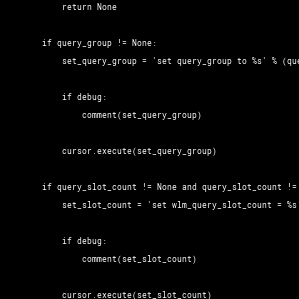 return None
if query_group != None:
set_query_group = 'set query_group to %s' % (que
if debug:
comment(set_query_group)
cursor.execute(set_query_group)
if query_slot_count != None and query_slot_count !=
set_slot_count = 'set wlm_query_slot_count = %s
if debug:
comment(set_slot_count)
cursor.execute(set_slot_count)